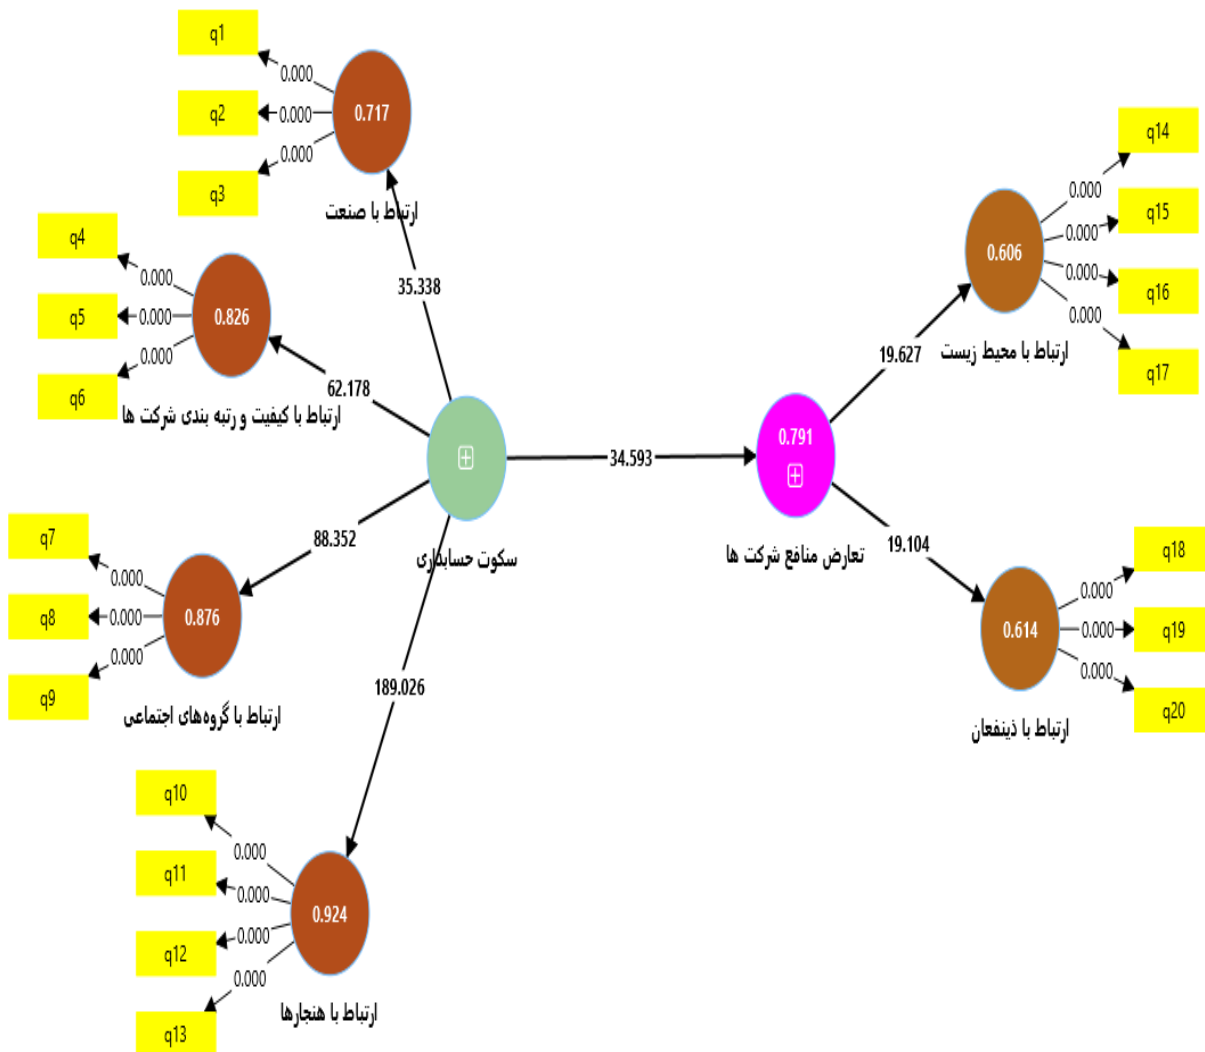 q1
0.000
q2
0.000
0.717
q3
0.000
ارتباط با صنعت
q4
0.000
q5
0.000
0.826
q6
0.000
ارتباط با کیفیت و رتبه بندی شرکت ها
35.338
62.178
q7
0.000
q8
0.000
0.876
q9
0.000
ارتباط با گروه‌های اجتماعی
88.352
سکوت حسابداری
189.026
q10
0.000
q11
0.000
0.924
q12
0.000
q13
0.000
ارتباط با هنجارها
34.593
0.791
تعارض منافع شرکت ها
19.627
19.104
q14
0.000
q15
0.000
0.606
q16
0.000
q17
0.000
ارتباط با محیط زیست
q18
0.000
q19
0.000
0.614
q20
0.000
ارتباط با ذینفعان